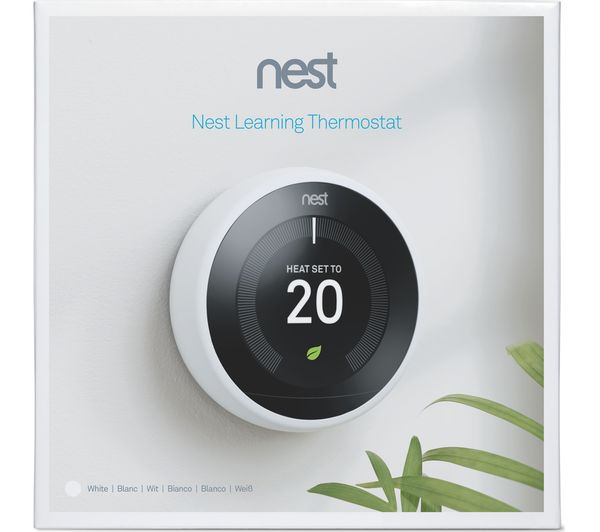 nest
Nest Learning Thermostat
nest
HEAT SET TO
20
White | Blanc | Wit | Bianco | Blanco | Weiß